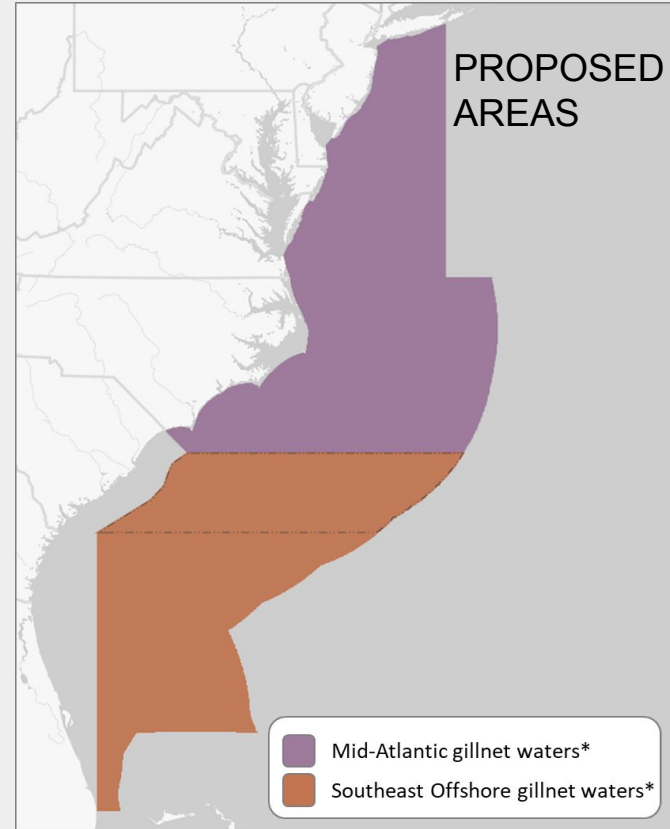 PROPOSED
AREAS
Mid-Atlantic gillnet waters*
Southeast Offshore gillnet waters*